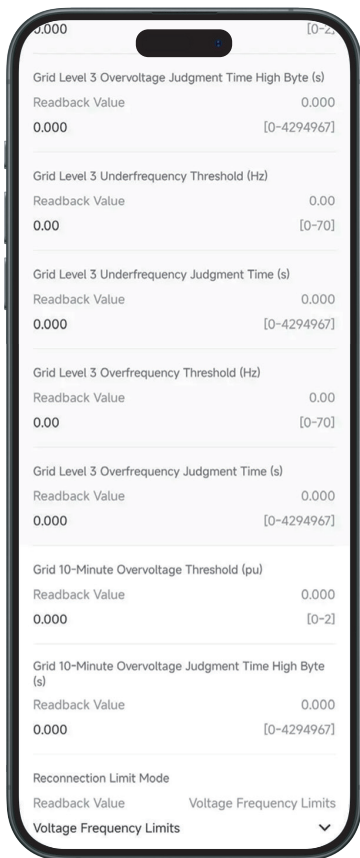 0.000 [0-2]
Grid Level 3 Overvoltage Judgment Time High Byte (s)
Readback Value 0.000
0.000 [0-4294967]
Grid Level 3 Underfrequency Threshold (Hz)
Readback Value 0.00
0.00 [0-70]
Grid Level 3 Underfrequency Judgment Time (s)
Readback Value 0.000
0.000 [0-4294967]
Grid Level 3 Overfrequency Threshold (Hz)
Readback Value 0.00
0.00 [0-70]
Grid Level 3 Overfrequency Judgment Time (s)
Readback Value 0.000
0.000 [0-4294967]
Grid 10-Minute Overvoltage Threshold (pu)
Readback Value 0.000
0.000 [0-2]
Grid 10-Minute Overvoltage Judgment Time High Byte
(s)
Readback Value 0.000
0.000 [0-4294967]
Reconnection Limit Mode
Readback Value Voltage Frequency Limits
Voltage Frequency Limits